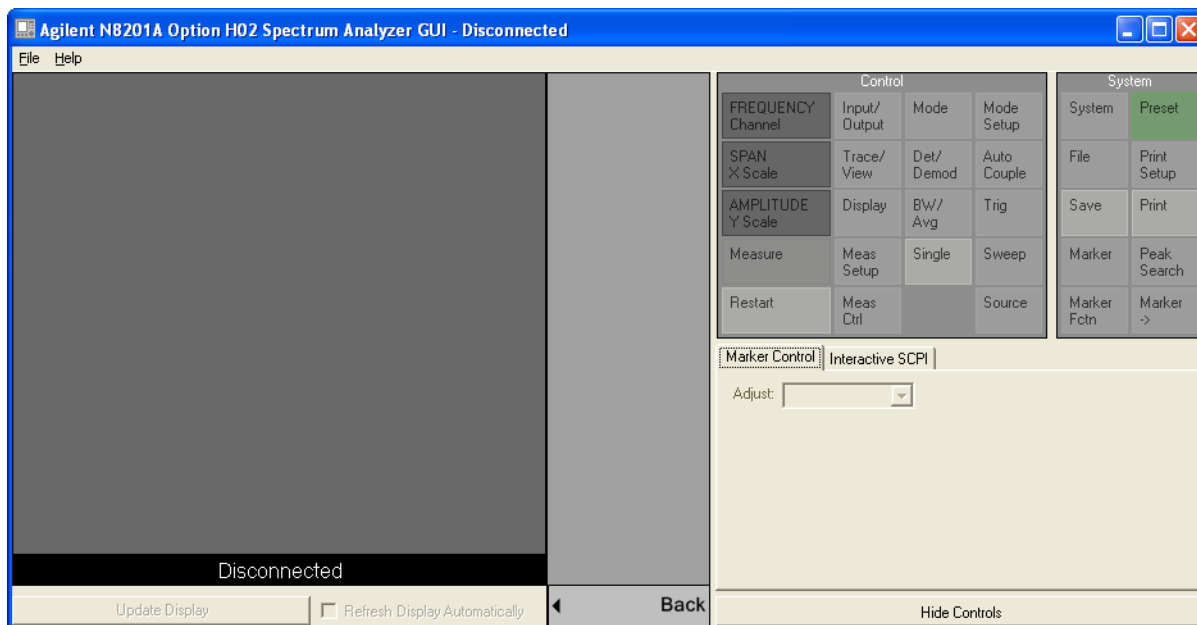 Agilent N8201A Option H02 Spectrum Analyzer GUI - Disconnected
File Help
Control
FREQUENCY
Channel
Input/
Output
Mode
Mode
Setup
SPAN
X Scale
Trace/
View
Det/
Demod
Auto
Couple
AMPLITUDE
Y Scale
Display
BW/
Avg
Trig
Measure
Meas
Setup
Single
Sweep
Restart
Meas
Ctrl
Source
System
System
Preset
File
Print
Setup
Save
Print
Marker
Peak
Search
Marker
Fctn
Marker
->
Marker Control
Interactive SCPI
Adjust:
Disconnected
Update Display
Refresh Display Automatically
Back
Hide Controls